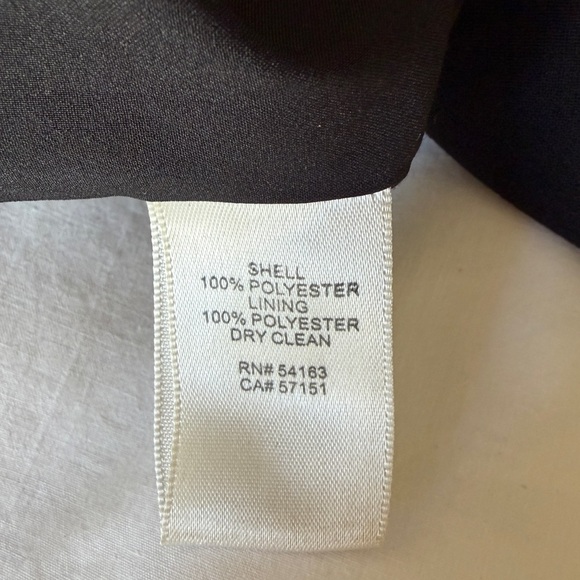 SHELL
100% POLYESTER
LINING
100% POLYESTER
DRY CLEAN
RN# 54163
CA# 57151